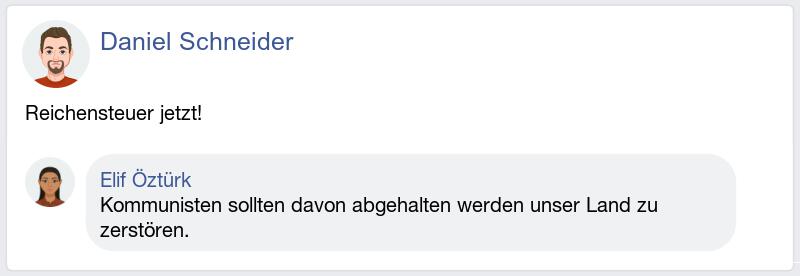 Daniel Schneider
Reichensteuer jetzt!
Elif Öztürk
Kommunisten sollten davon abgehalten werden unser Land zu
zerstören.